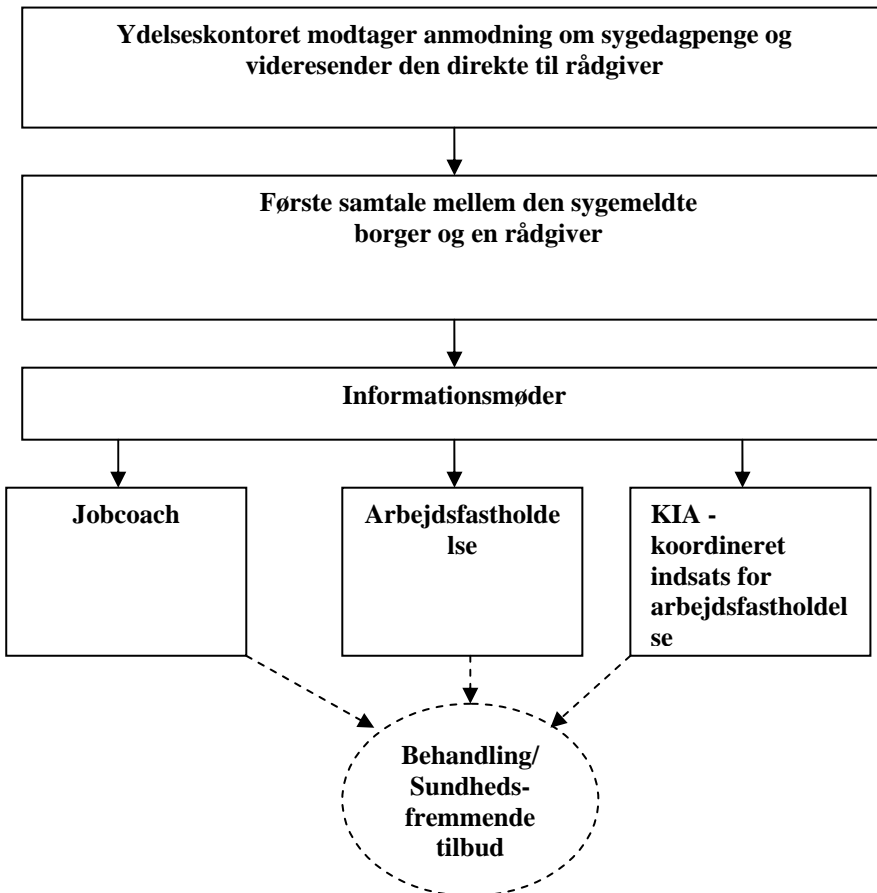 Ydelseskontoret modtager anmodning om sygedagpenge og
videresender den direkte til rådgiver
Første samtale mellem den sygemeldte
borger og en rådgiver
Informationsmøder
Jobcoach
Arbejdsfastholde
lse
KIA -
koordineret
indsats for
arbejdsfastholdel
se
Behandling/
Sundheds-
fremmende
tilbud